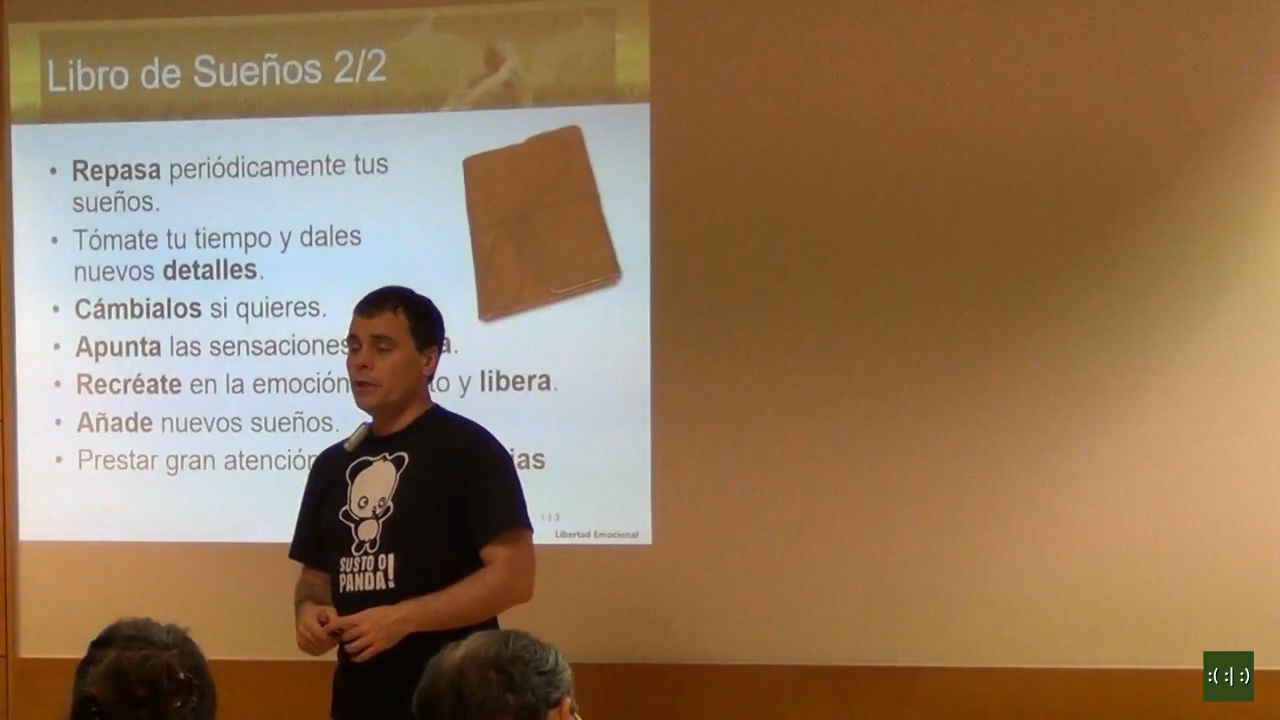 Libro de Sueños 2/2
• Repasa periódicamente tus
sueños.
• Tómate tu tiempo y dales
nuevos detalles.
• Cámbialos si quieres.
• Apunta las sensaciones a.
• Recréate en la emoción o y libera.
• Añade nuevos sueños.
• Prestar gran atención ias
Libertad Emocional
SUSTO O
PANDA!
:( :| :)